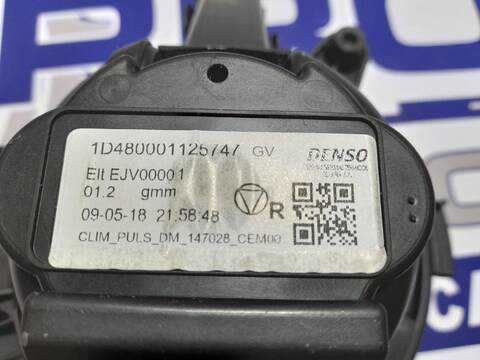 1D480001125747 GV DENSO
Elt EJV00001
01.2 gmm
09-05-18 21:58:48 R
CLIM_PULS_DM_147028_CEM00